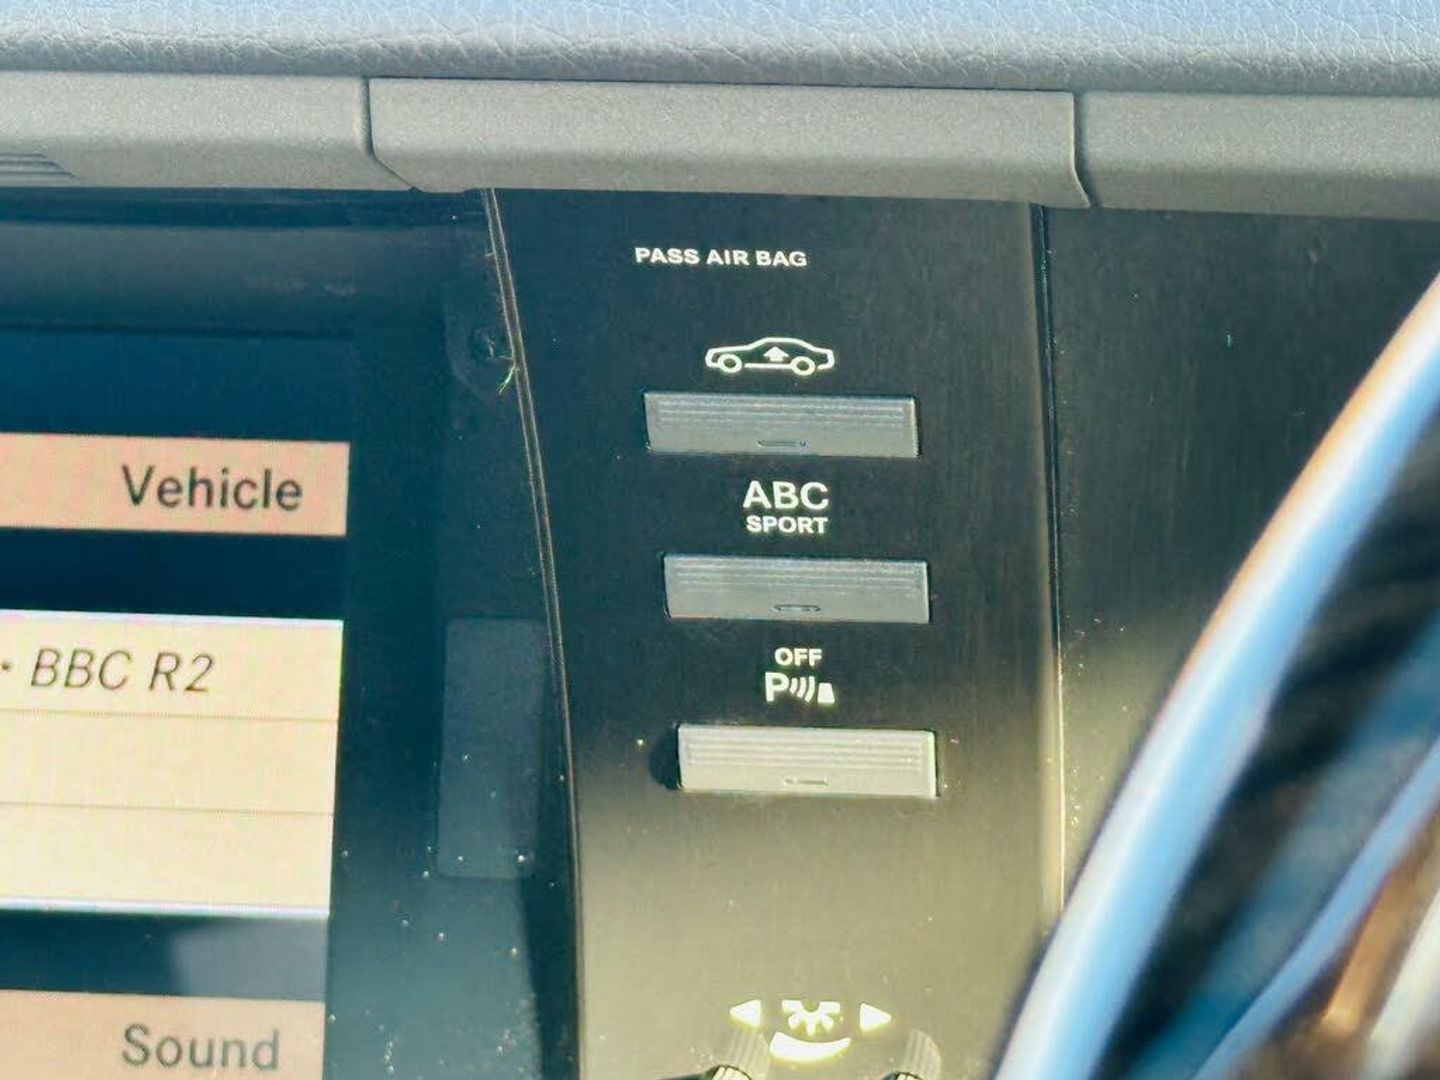 PASS AIR BAG
ABC
SPORT
OFF
P
Vehicle
· BBC R2
Sound